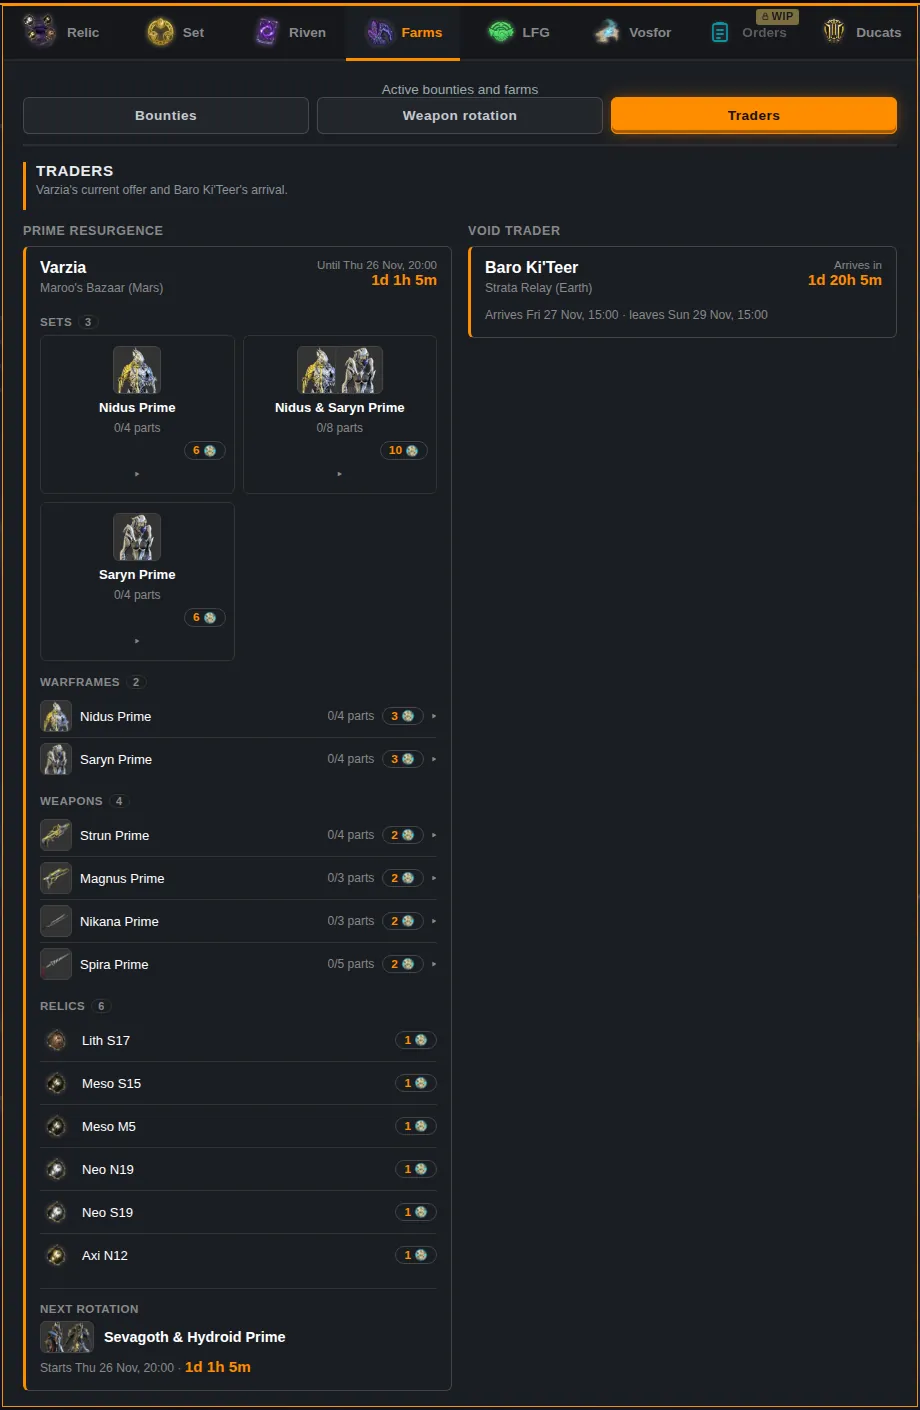 Relic
Set
Riven
Farms
LFG
Vosfor
WIP
Orders
Ducats
Active bounties and farms
Bounties
Weapon rotation
Traders
TRADERS
Varzia's current offer and Baro Ki'Teer's arrival.
PRIME RESURGENCE
Varzia
Until Thu 26 Nov, 20:00
Maroo's Bazaar (Mars)
1d 1h 5m
SETS 3
Nidus Prime
0/4 parts
6
Nidus & Saryn Prime
0/8 parts
10
Saryn Prime
0/4 parts
6
WARFRAMES 2
Nidus Prime 0/4 parts 3
Saryn Prime 0/4 parts 3
WEAPONS 4
Strun Prime 0/4 parts 2
Magnus Prime 0/3 parts 2
Nikana Prime 0/3 parts 2
Spira Prime 0/5 parts 2
RELICS 6
Lith S17 1
Meso S15 1
Meso M5 1
Neo N19 1
Neo S19 1
Axi N12 1
NEXT ROTATION
Sevagoth & Hydroid Prime
Starts Thu 26 Nov, 20:00 · 1d 1h 5m
VOID TRADER
Baro Ki'Teer
Arrives in
Strata Relay (Earth)
1d 20h 5m
Arrives Fri 27 Nov, 15:00 · leaves Sun 29 Nov, 15:00